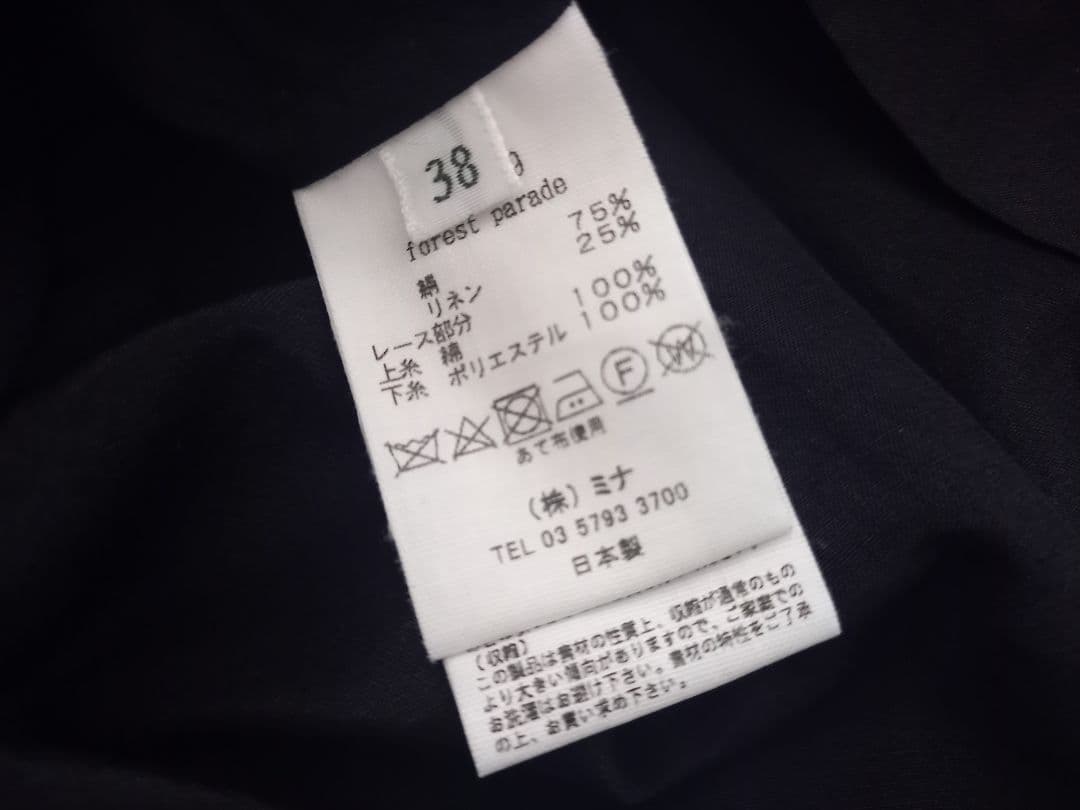 38
9
forest parade
絹 75%
リネン 25%
レース部分
上糸 綿 100%
下糸 ポリエステル 100%
F W
あて布使用
(株)ミナ
TEL 03 5793 3700
日本製
(収縮)
この製品は素材の性質上、収縮が通常のもの
より大きい傾向がありますので、ご家庭での
お洗濯はお避け下さい。素材の特性をご了承
の上、お買い求め下さい。